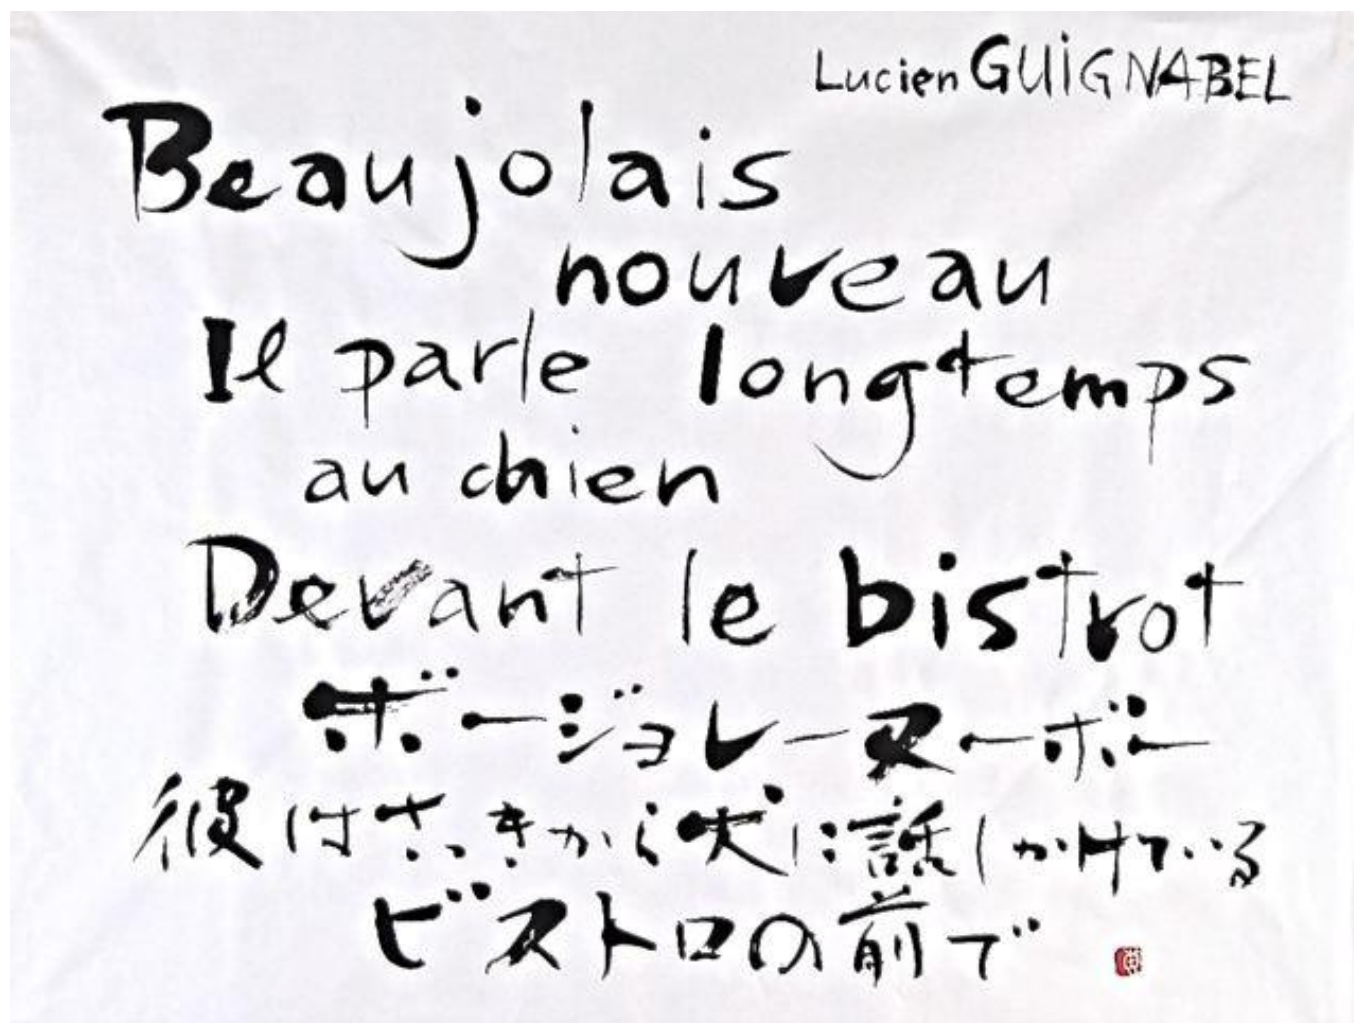 Lucien GUIGNABEL
Beaujolais
nouveau
Il parle longtemps
au chien
Devant le bistrot
ボージョレーヌーボー
彼はさっきから犬に話しかけている
ビストロの前で